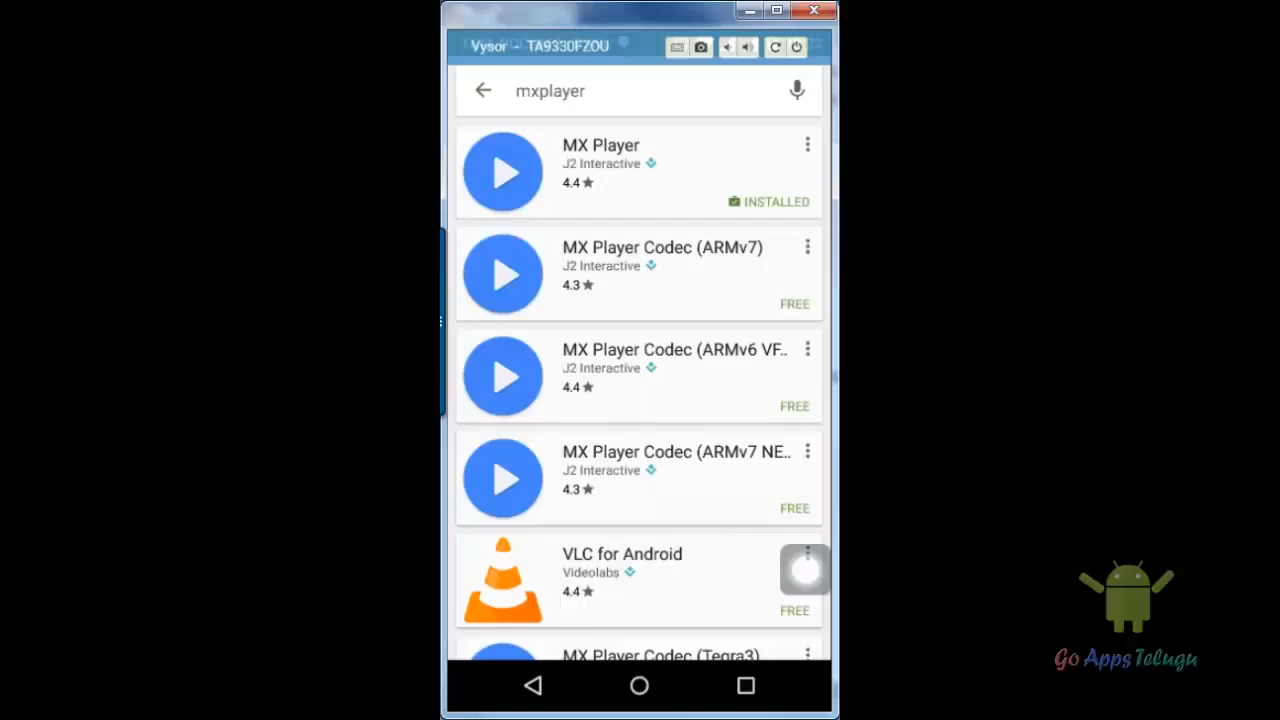 Vysor - TA9330FZOU
mxplayer
MX Player
J2 Interactive
4.4
INSTALLED
MX Player Codec (ARMv7)
J2 Interactive
4.3
FREE
MX Player Codec (ARMv6 VF..
J2 Interactive
4.4
FREE
MX Player Codec (ARMv7 NE..
J2 Interactive
4.3
FREE
VLC for Android
Videolabs
4.4
FREE
MX Player Codec (Tegra3)
Go Apps Telugu